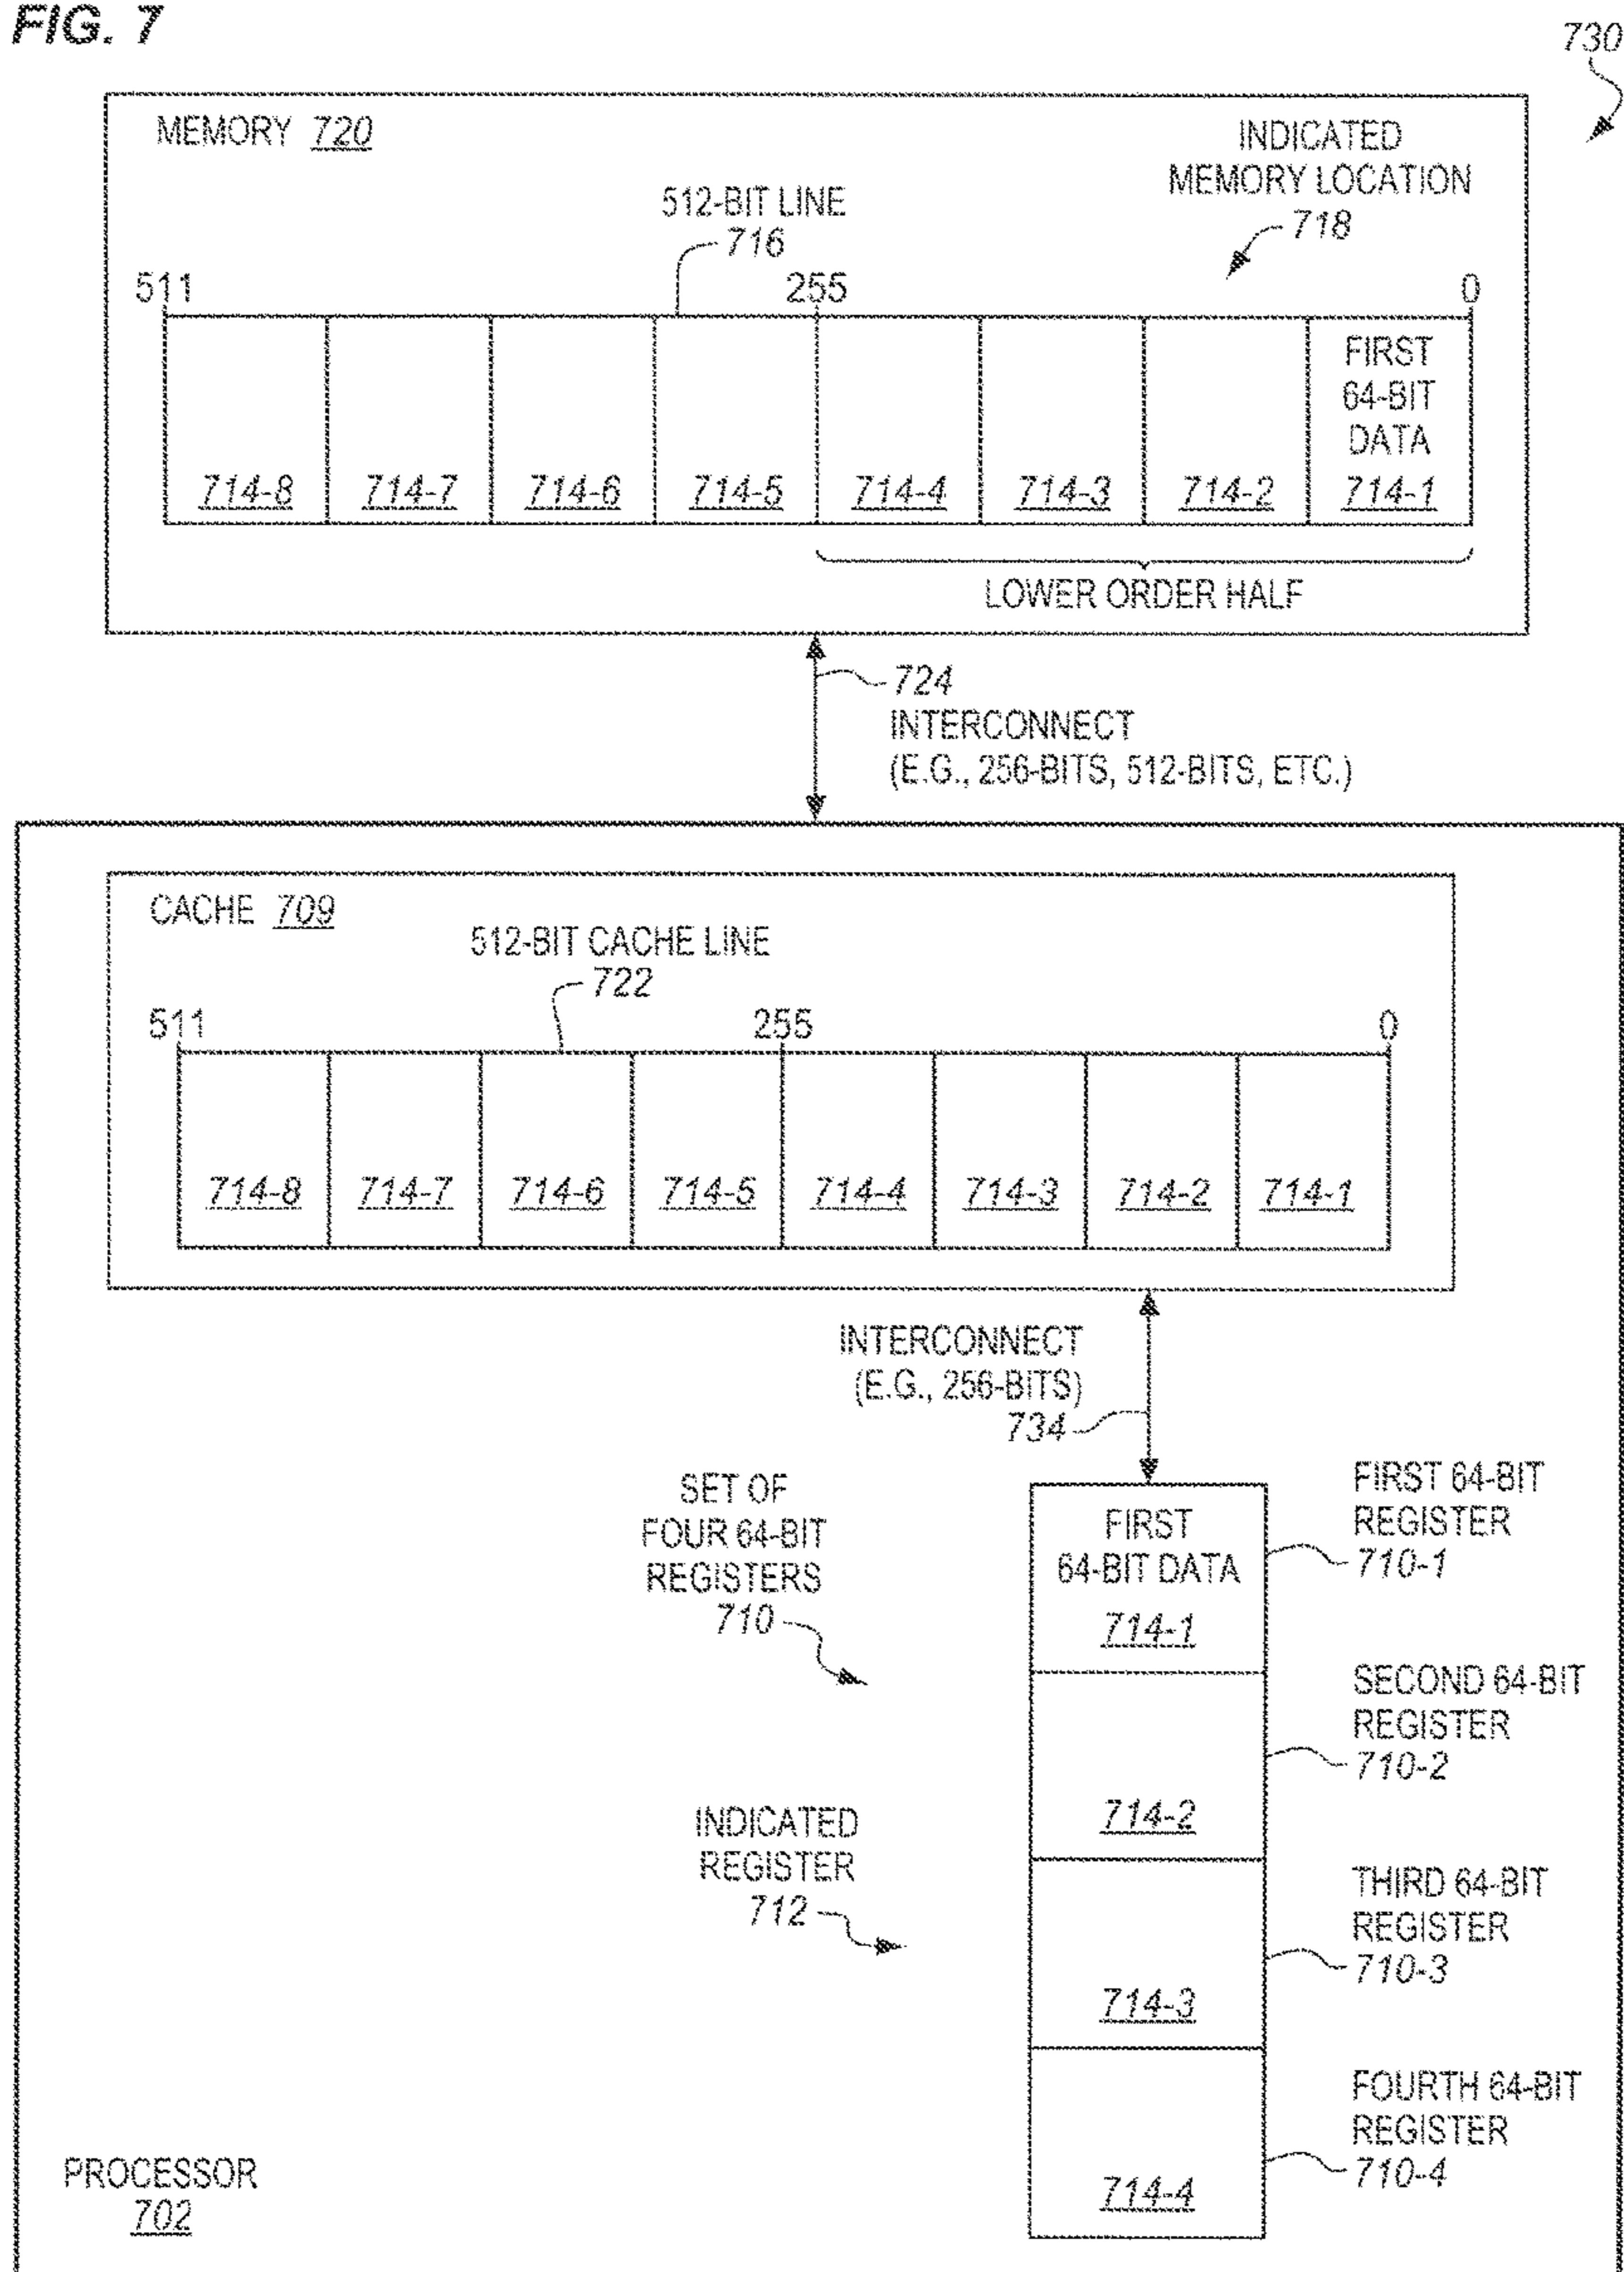 FIG. 7
730
MEMORY 720
INDICATED
MEMORY LOCATION
718
512-BIT LINE
716
511
255
0
FIRST
64-BIT
DATA
714-8
714-7
714-6
714-5
714-4
714-3
714-2
714-1
LOWER ORDER HALF
724
INTERCONNECT
(E.G., 256-BITS, 512-BITS, ETC.)
CACHE 709
512-BIT CACHE LINE
722
511
255
0
714-8
714-7
714-6
714-5
714-4
714-3
714-2
714-1
INTERCONNECT
(E.G., 256-BITS)
734
SET OF
FOUR 64-BIT
REGISTERS
710
FIRST
64-BIT DATA
714-1
FIRST 64-BIT
REGISTER
710-1
714-2
SECOND 64-BIT
REGISTER
710-2
INDICATED
REGISTER
712
714-3
THIRD 64-BIT
REGISTER
710-3
714-4
FOURTH 64-BIT
REGISTER
710-4
PROCESSOR
702